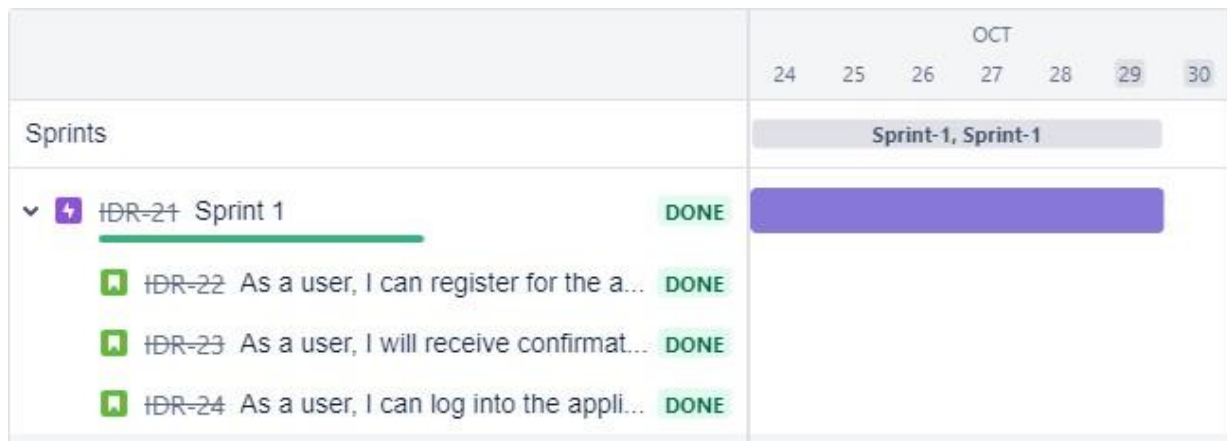 OCT
24 25 26 27 28 29 30
Sprints
Sprint-1, Sprint-1
IDR-21 Sprint 1 DONE
IDR-22 As a user, I can register for the a... DONE
IDR-23 As a user, I will receive confirmat... DONE
IDR-24 As a user, I can log into the appli... DONE